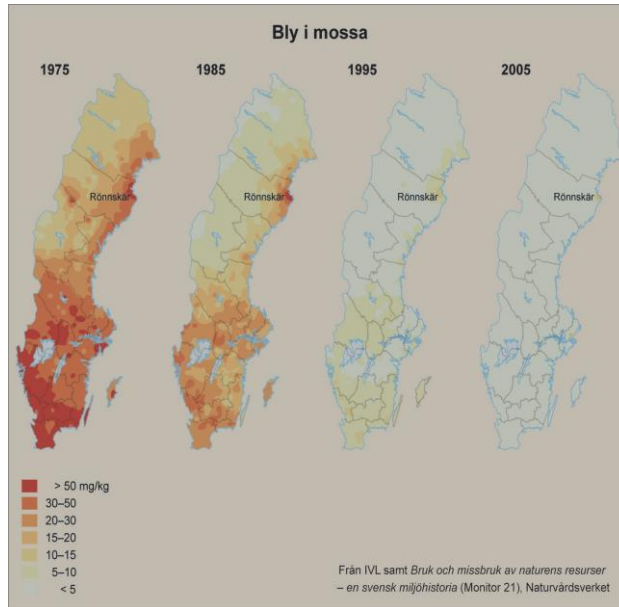 Bly i mossa
1975
1985
1995
2005
Rönnskär
Rönnskär
Rönnskär
Rönnskär
> 50 mg/kg
30–50
20–30
15–20
10–15
5–10
< 5
Från IVL samt Bruk och missbruk av naturens resurser
– en svensk miljöhistoria (Monitor 21), Naturvårdsverket